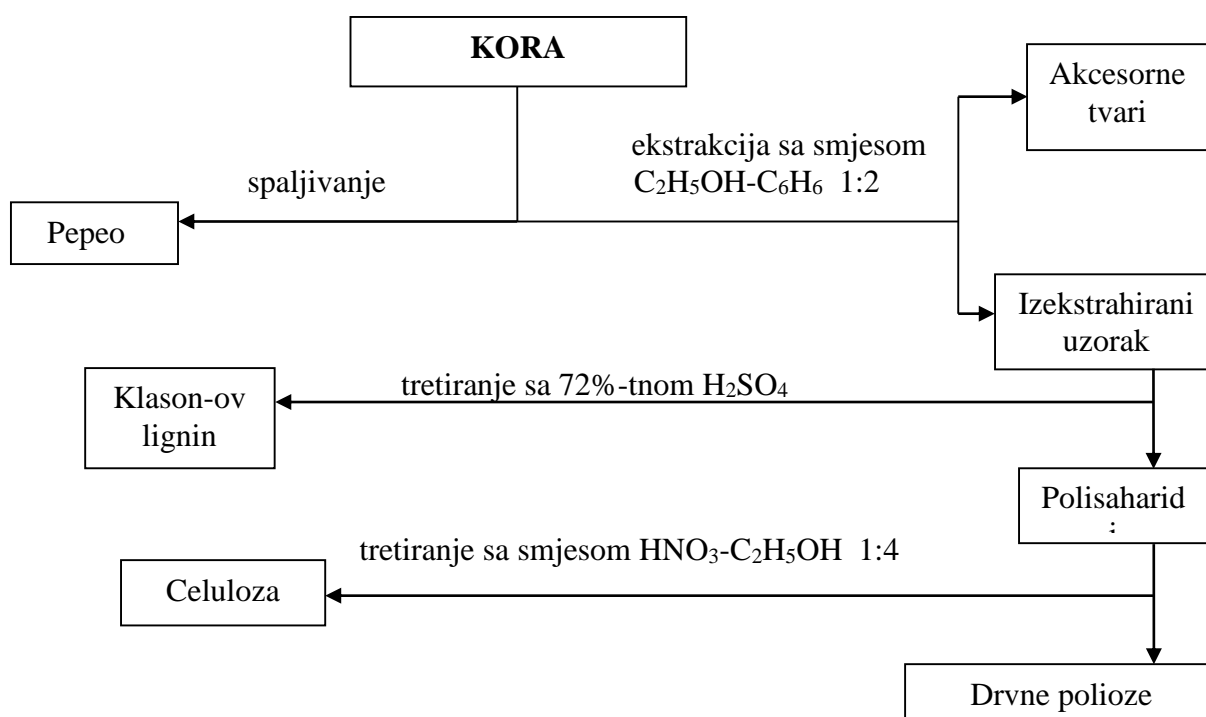 KORA
Akcesorne
tvari
ekstrakcija sa smjesom
C₂H₅OH-C₆H₆ 1:2
spaljivanje
Pepeo
Izekstrahirani
uzorak
tretiranje sa 72%-tnom H₂SO₄
Klason-ov
lignin
Polisaharid
tretiranje sa smjesom HNO₃-C₂H₅OH 1:4
Celuloza
Drvne polioze